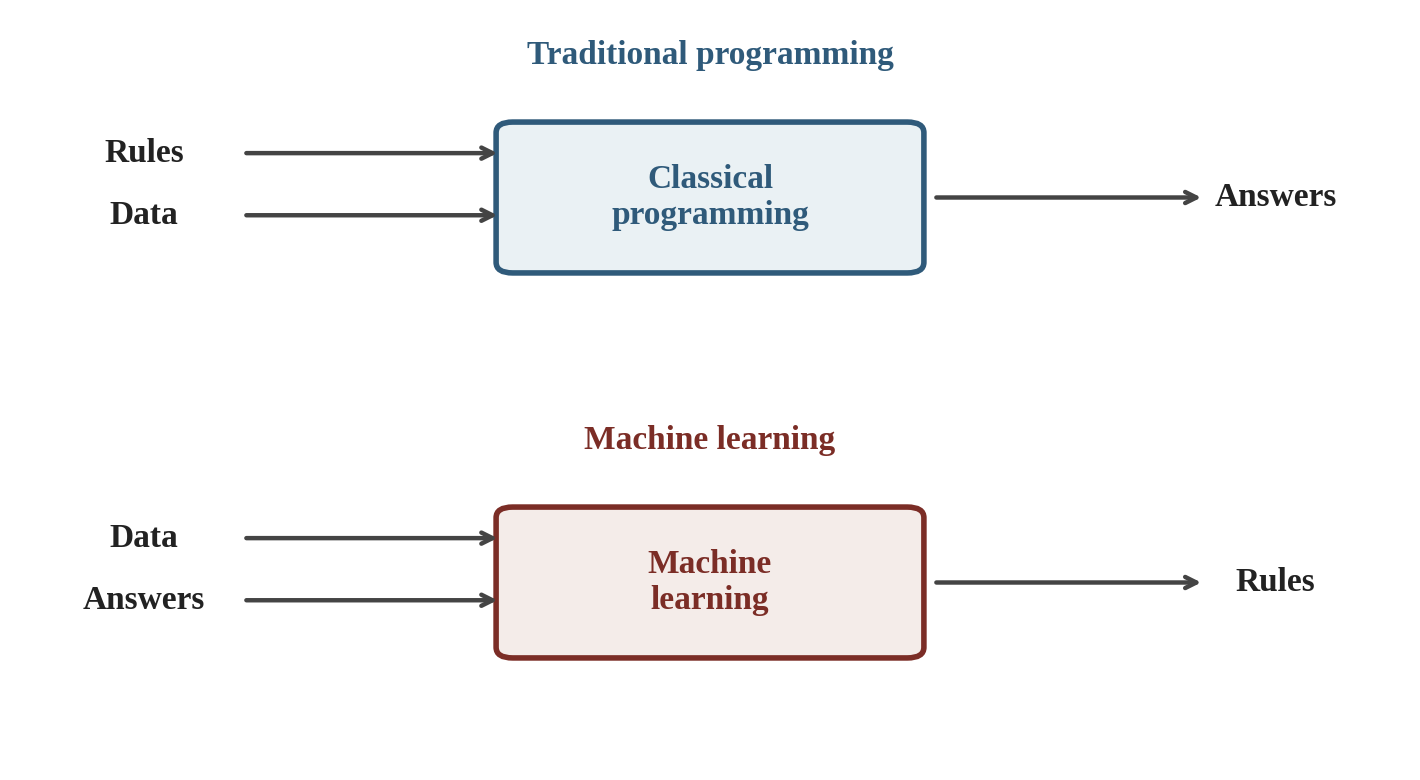 Traditional programming
Rules
Data
Classical
programming
Answers
Machine learning
Data
Answers
Machine
learning
Rules